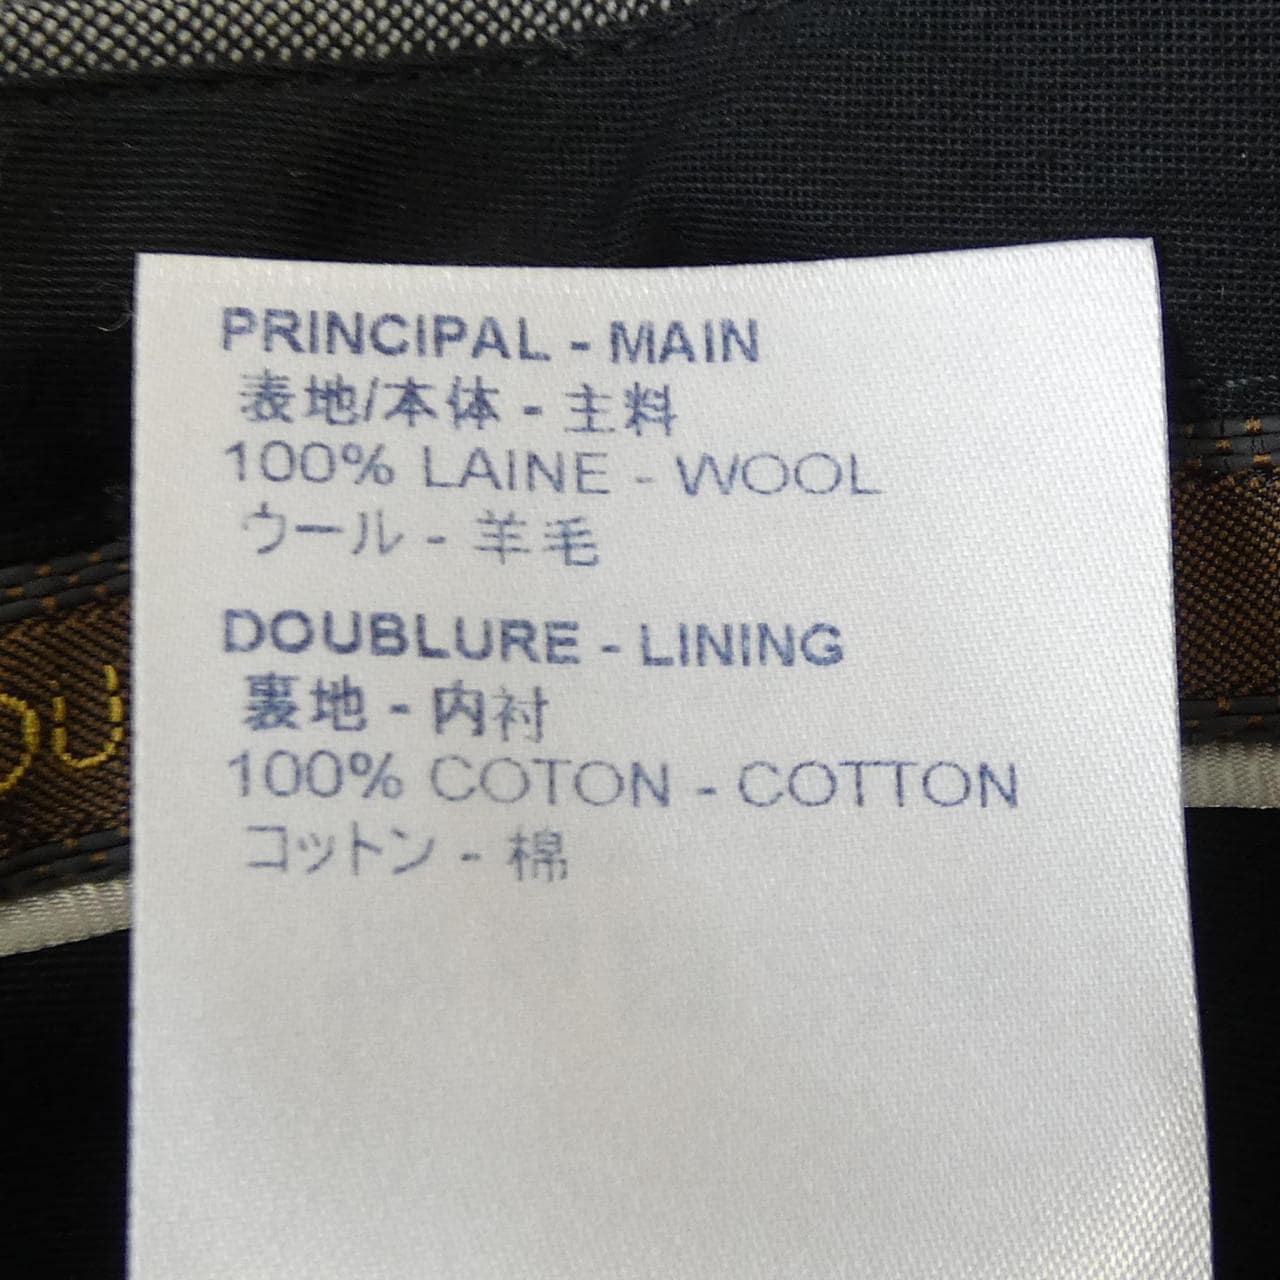 PRINCIPAL - MAIN
表地/本体 - 主料
100% LAINE - WOOL
ウール - 羊毛
DOUBLURE - LINING
裏地 - 内衬
100% COTON - COTTON
コットン - 棉
OU